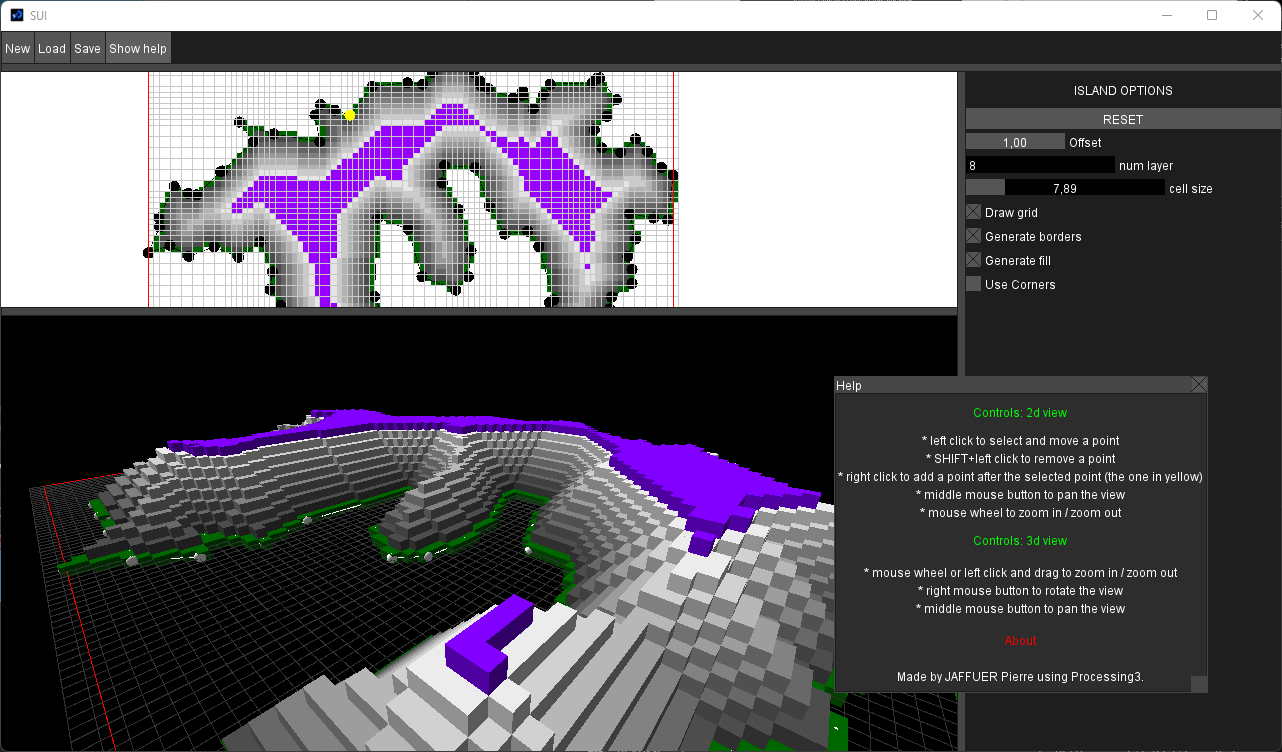 SUI
New Load Save Show help
ISLAND OPTIONS
RESET
1,00 Offset
8 num layer
7,89 cell size
Draw grid
Generate borders
Generate fill
Use Corners
Help
Controls: 2d view
* left click to select and move a point
* SHIFT+left click to remove a point
* right click to add a point after the selected point (the one in yellow)
* middle mouse button to pan the view
* mouse wheel to zoom in / zoom out
Controls: 3d view
* mouse wheel or left click and drag to zoom in / zoom out
* right mouse button to rotate the view
* middle mouse button to pan the view
About
Made by JAFFUER Pierre using Processing3.